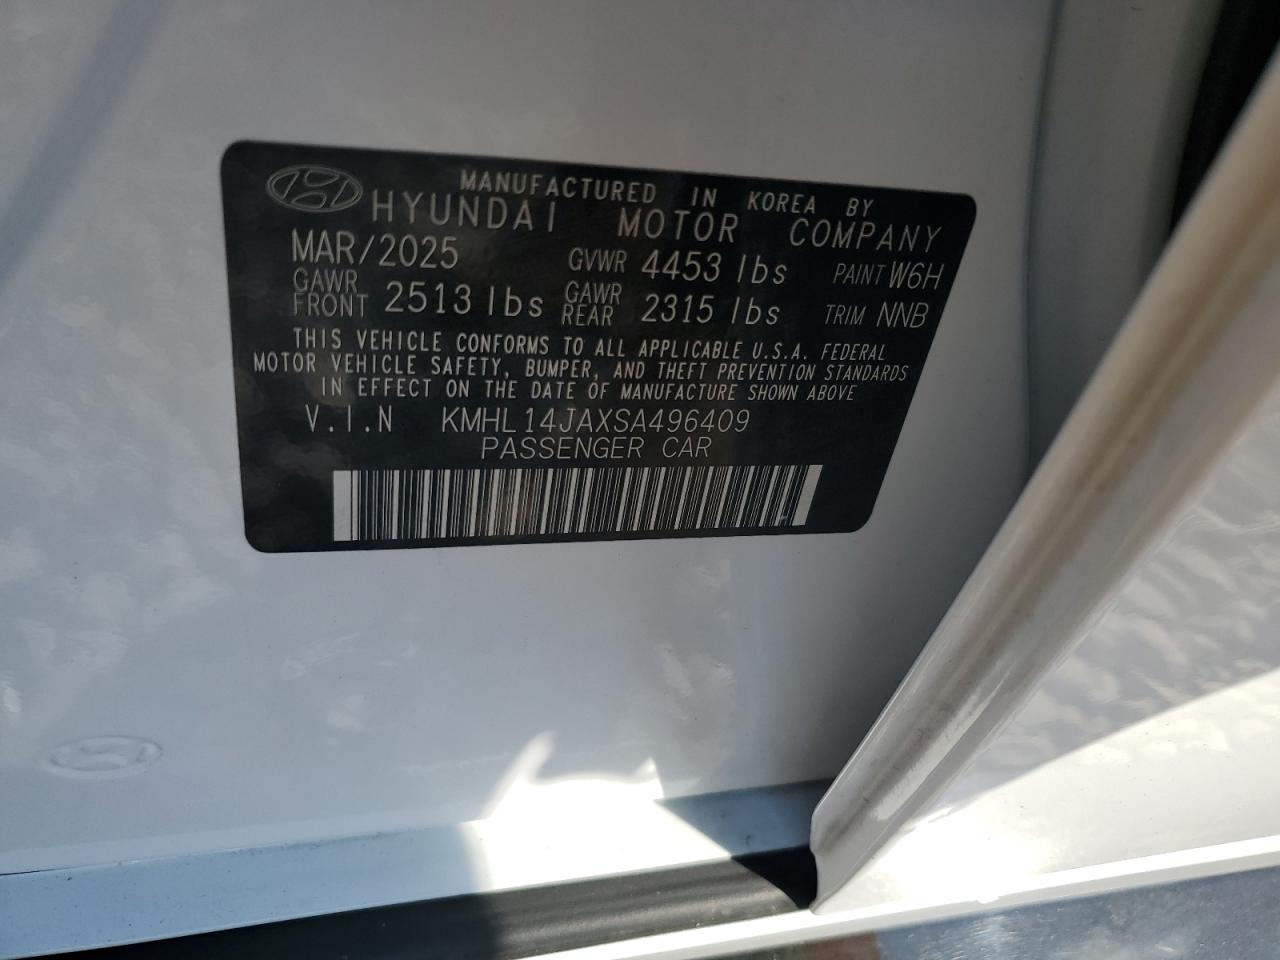 MANUFACTURED IN KOREA BY
HYUNDAI MOTOR COMPANY
MAR/2025 GVWR 4453 lbs PAINT W6H
GAWR FRONT 2513 lbs GAWR REAR 2315 lbs TRIM NNB
THIS VEHICLE CONFORMS TO ALL APPLICABLE U.S.A. FEDERAL
MOTOR VEHICLE SAFETY, BUMPER, AND THEFT PREVENTION STANDARDS
IN EFFECT ON THE DATE OF MANUFACTURE SHOWN ABOVE
V.I.N KMHL14JAXSA496409
PASSENGER CAR